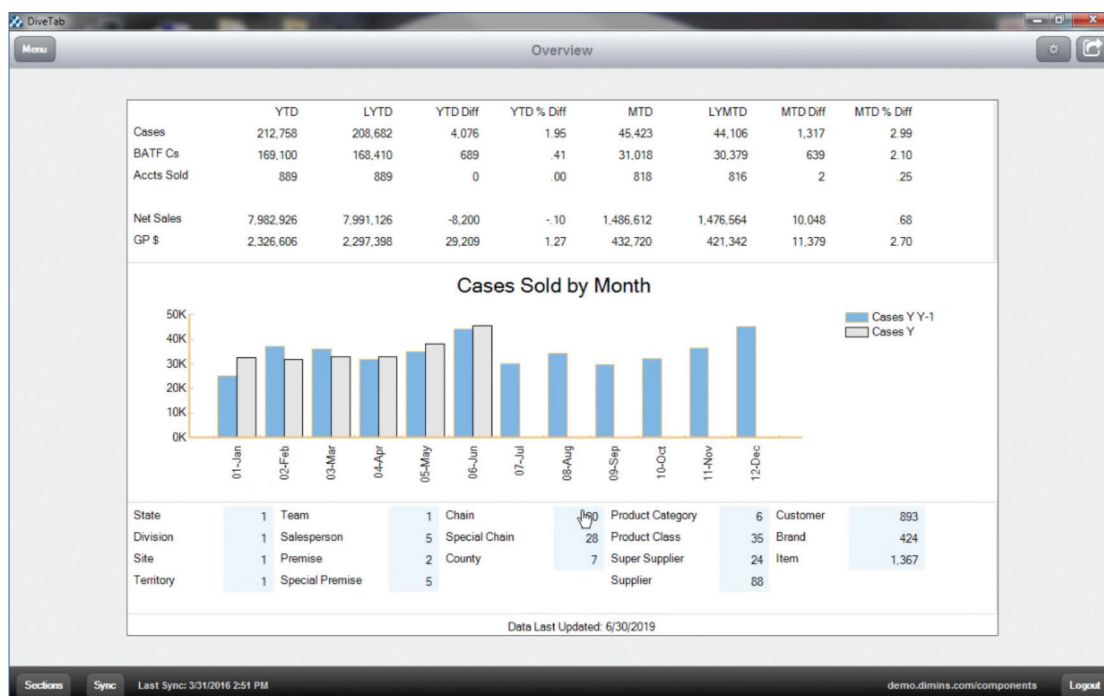 DiveTab
Menu Overview
YTD LYTD YTD Diff YTD % Diff MTD LYMTD MTD Diff MTD % Diff
Cases 212,758 208,682 4,076 1.95 45,423 44,106 1,317 2.99
BATF Cs 169,100 168,410 689 .41 31,018 30,379 639 2.10
Accts Sold 889 889 0 .00 818 816 2 .25
Net Sales 7,982,926 7,991,126 -8,200 -.10 1,486,612 1,476,564 10,048 .68
GP $ 2,326,606 2,297,398 29,209 1.27 432,720 421,342 11,379 2.70
Cases Sold by Month
50K
40K
30K
20K
10K
0K
Cases Y Y-1
Cases Y
01-Jan 02-Feb 03-Mar 04-Apr 05-May 06-Jun 07-Jul 08-Aug 09-Sep 10-Oct 11-Nov 12-Dec
State 1 Team 1 Chain Product Category 6 Customer 893
Division 1 Salesperson 5 Special Chain 28 Product Class 35 Brand 424
Site 1 Premise 2 County 7 Super Supplier 24 Item 1,367
Territory 1 Special Premise 5 Supplier 88
Data Last Updated: 6/30/2019
Sections Sync Last Sync: 3/31/2016 2:51 PM demo.dimins.com/components Logout